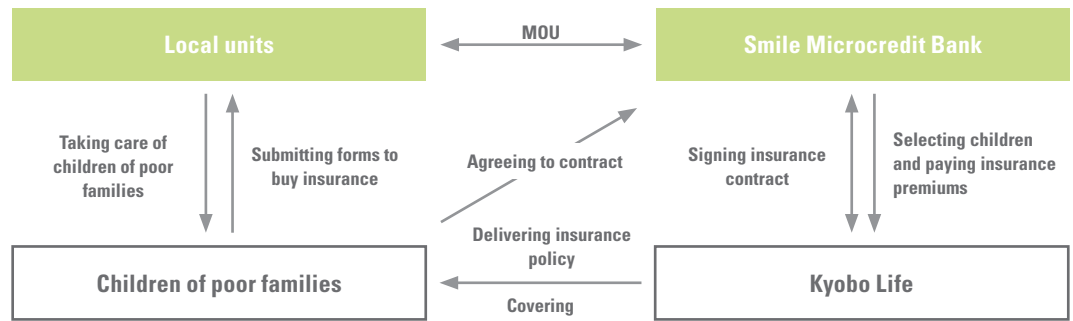 Local units
MOU
Smile Microcredit Bank
Taking care of
children of poor
families
Submitting forms to
buy insurance
Agreeing to contract
Signing insurance
contract
Selecting children
and paying insurance
premiums
Children of poor families
Delivering insurance
policy
Covering
Kyobo Life